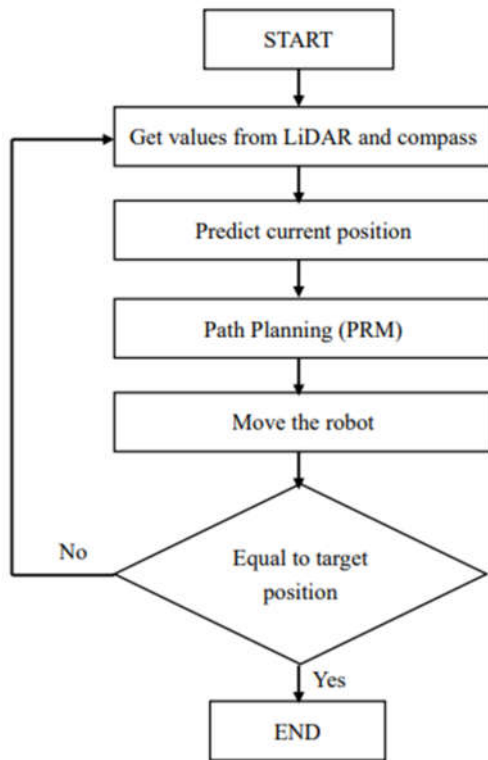 START
Get values from LiDAR and compass
Predict current position
Path Planning (PRM)
Move the robot
No
Equal to target
position
Yes
END